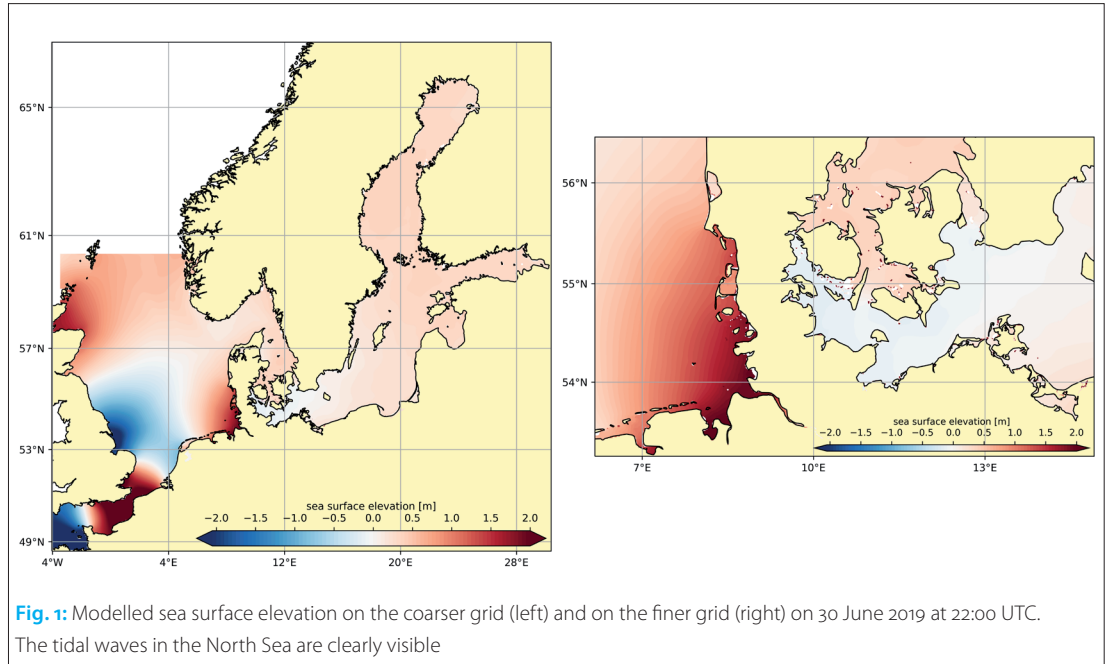 65°N
61°N
57°N
53°N
49°N
4°W
4°E
12°E
20°E
28°E
sea surface elevation [m]
−2.0 −1.5 −1.0 −0.5 0.0 0.5 1.0 1.5 2.0
56°N
55°N
54°N
7°E
10°E
13°E
sea surface elevation [m]
−2.0 −1.5 −1.0 −0.5 0.0 0.5 1.0 1.5 2.0
Fig. 1: Modelled sea surface elevation on the coarser grid (left) and on the finer grid (right) on 30 June 2019 at 22:00 UTC.
The tidal waves in the North Sea are clearly visible